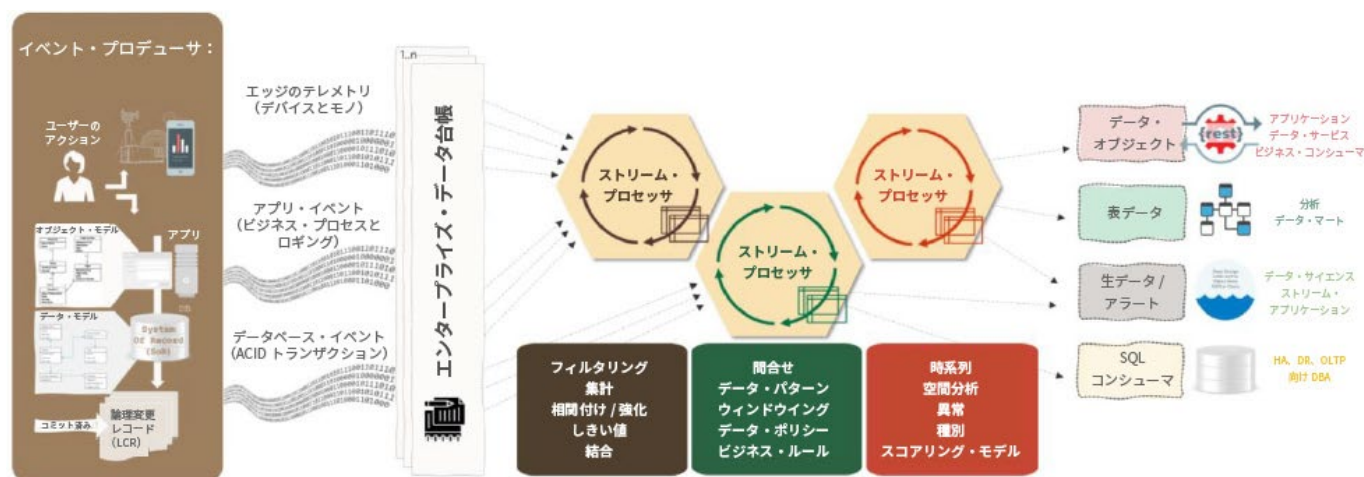 イベント・プロデューサ：
ユーザーの
アクション
オブジェクト・モデル
アプリ
DB
データ・モデル
System
Of Record
(SoR)
コミット済み
論理変更
レコード
(LCR)
エッジのテレメトリ
（デバイスとモノ）
アプリ・イベント
（ビジネス・プロセスと
ロギング）
データベース・イベント
（ACID トランザクション）
1..n
エンタープライズ・データ台帳
ストリーム・
プロセッサ
ストリーム・
プロセッサ
ストリーム・
プロセッサ
フィルタリング
集計
相関付け / 強化
しきい値
結合
問合せ
データ・パターン
ウィンドウイング
データ・ポリシー
ビジネス・ルール
時系列
空間分析
異常
種別
スコアリング・モデル
データ・
オブジェクト
{rest}
アプリケーション
データ・サービス
ビジネス・コンシューマ
表データ
分析
データ・マート
生データ /
アラート
データ・サイエンス
ストリーム・
アプリケーション
SQL
コンシューマ
HA、DR、OLTP
向け DBA